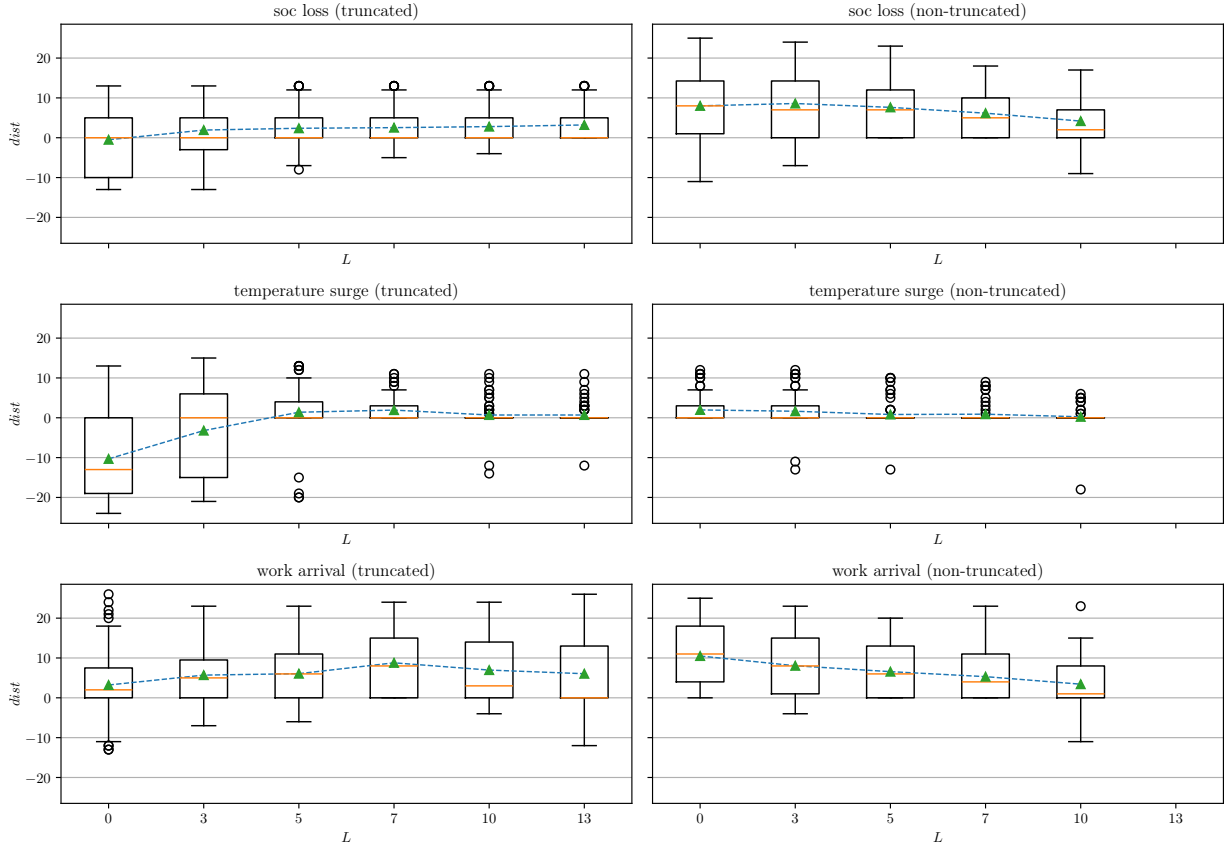 soc loss (truncated)
soc loss (non-truncated)
20
10
0
−10
−20
dist
L
L
temperature surge (truncated)
temperature surge (non-truncated)
20
10
0
−10
−20
dist
L
L
work arrival (truncated)
work arrival (non-truncated)
20
10
0
−10
−20
dist
0 3 5 7 10 13
0 3 5 7 10 13
L
L